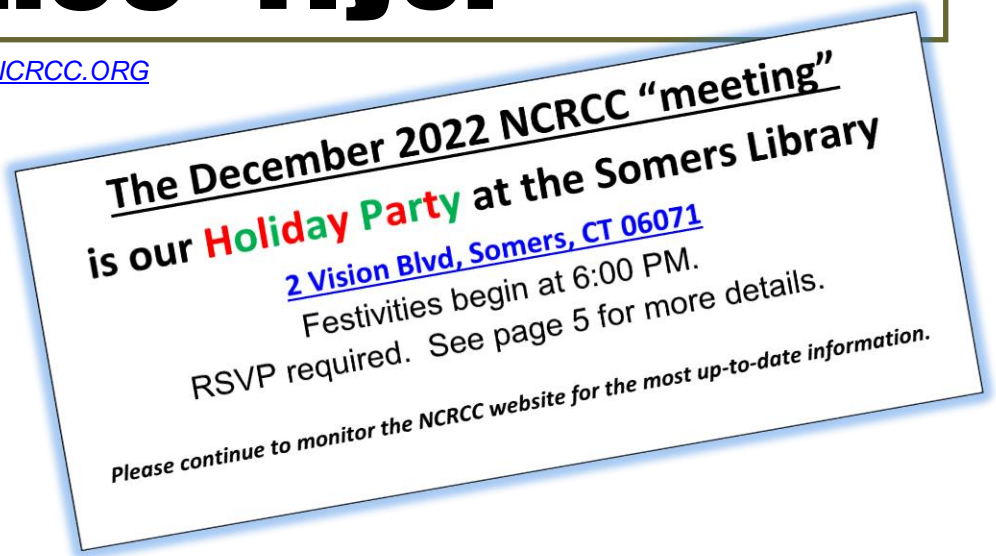 ICRCC.ORG
The December 2022 NCRCC “meeting”
is our Holiday Party at the Somers Library
2 Vision Blvd, Somers, CT 06071
Festivities begin at 6:00 PM.
RSVP required. See page 5 for more details.
Please continue to monitor the NCRCC website for the most up-to-date information.